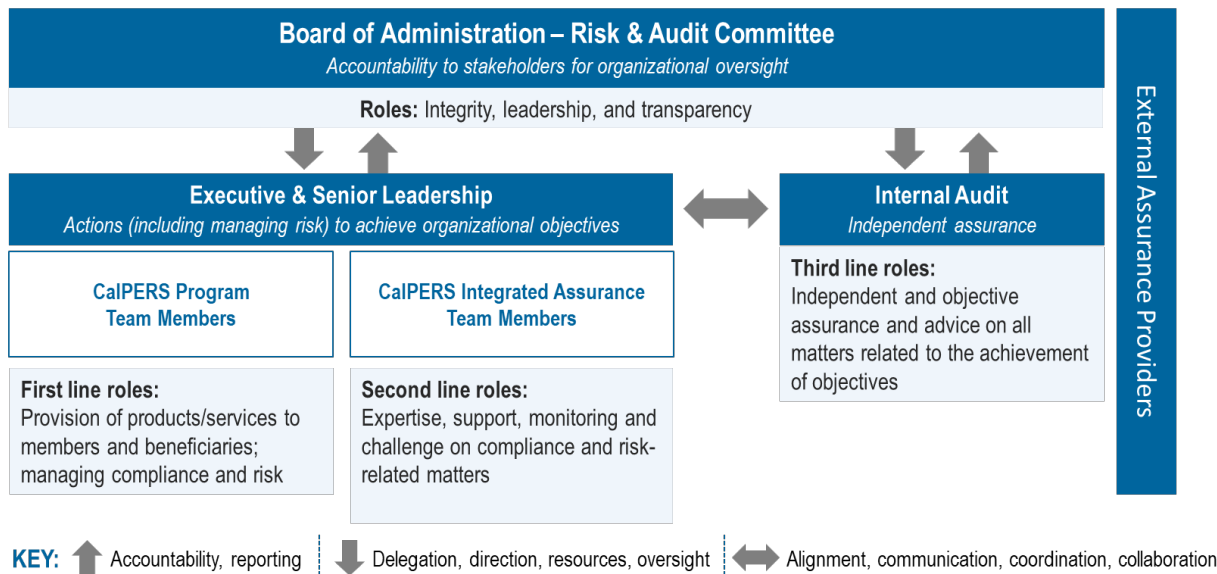 Board of Administration – Risk & Audit Committee
Accountability to stakeholders for organizational oversight
Roles: Integrity, leadership, and transparency
Executive & Senior Leadership
Actions (including managing risk) to achieve organizational objectives
CalPERS Program
Team Members
First line roles:
Provision of products/services to
members and beneficiaries;
managing compliance and risk
CalPERS Integrated Assurance
Team Members
Second line roles:
Expertise, support, monitoring and
challenge on compliance and risk-
related matters
Internal Audit
Independent assurance
Third line roles:
Independent and objective
assurance and advice on all
matters related to the achievement
of objectives
External Assurance Providers
KEY: Accountability, reporting Delegation, direction, resources, oversight Alignment, communication, coordination, collaboration